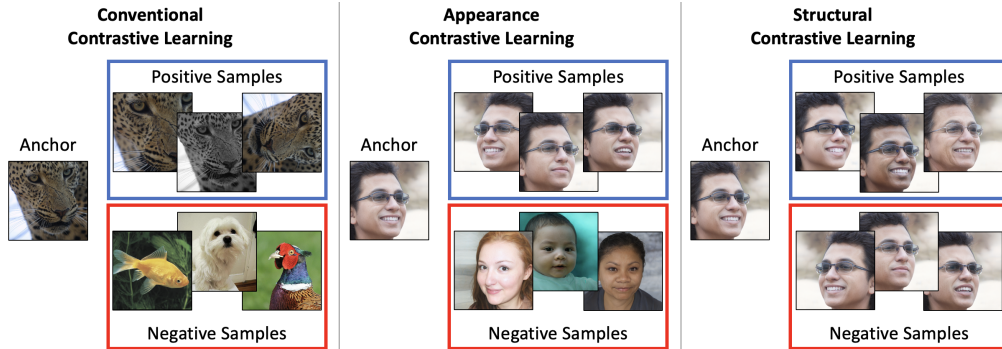 Conventional
Contrastive Learning
Positive Samples
Anchor
Negative Samples
Appearance
Contrastive Learning
Positive Samples
Anchor
Negative Samples
Structural
Contrastive Learning
Positive Samples
Anchor
Negative Samples